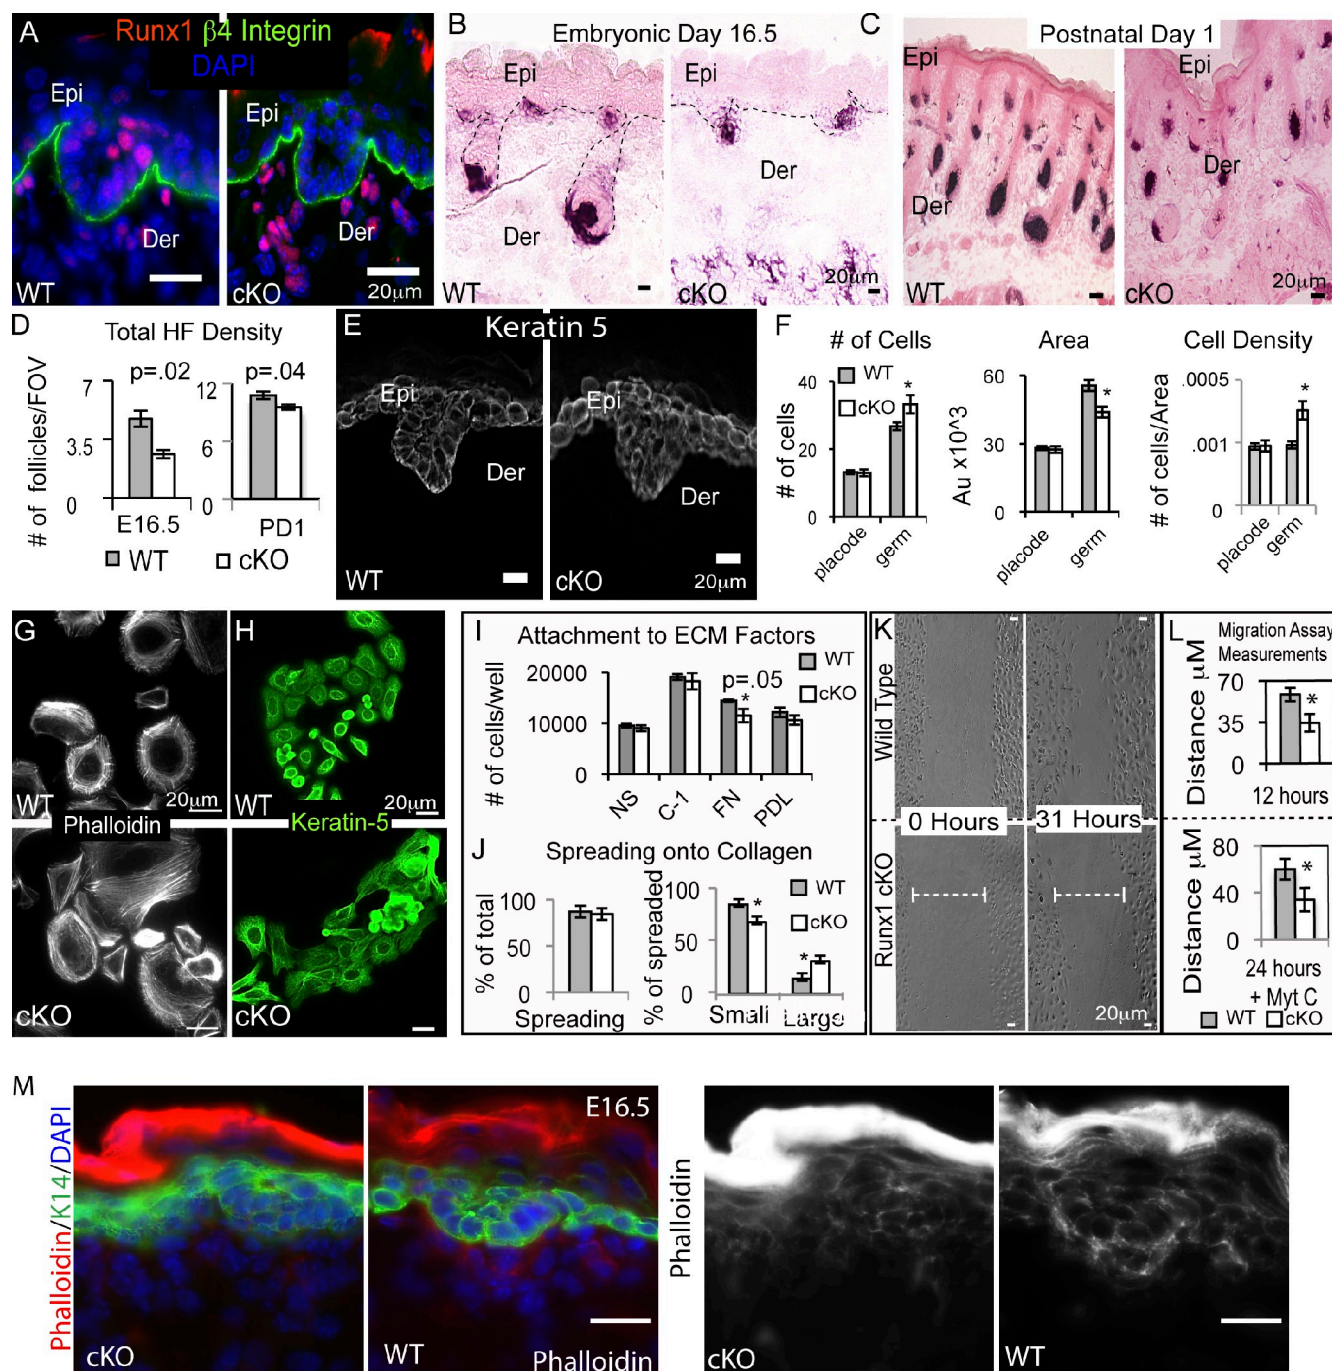 A
Runx1 β4 Integrin
DAPI
Epi
Epi
Der
Der
WT
cKO
20µm
B
Embryonic Day 16.5
Epi
Epi
Der
Der
WT
cKO
20µm
C
Postnatal Day 1
Epi
Epi
Der
Der
WT
cKO
20µm
D
Total HF Density
p=.02
p=.04
# of follicles/FOV
7
3.5
0
12
9
6
0
E16.5
PD1
WT
cKO
E
Keratin 5
Epi
Epi
Der
Der
WT
cKO
20µm
F
# of Cells
WT
cKO
# of cells
60
40
20
0
*
placode
germ
Area
Au x10^3
60
30
0
*
placode
germ
Cell Density
# of cells/Area
.0005
.001
0
*
placode
germ
G
WT
20µm
Phalloidin
cKO
H
WT
20µm
Keratin-5
cKO
I
Attachment to ECM Factors
# of cells/well
20000
10000
0
WT
cKO
p=.05
*
NS
C-1
FN
PDL
J
Spreading onto Collagen
% of total
100
50
0
Spreading
% of spreaded
100
50
0
WT
cKO
*
*
Small
Large
K
Wild Type
Runx1 cKO
0 Hours
31 Hours
20µm
L
Migration Assay
Measurements
Distance µM
70
35
0
*
12 hours
Distance µM
80
40
0
*
24 hours
+ Myt C
WT
cKO
M
Phalloidin/K14/DAPI
E16.5
cKO
WT
Phalloidin
Phalloidin
cKO
WT